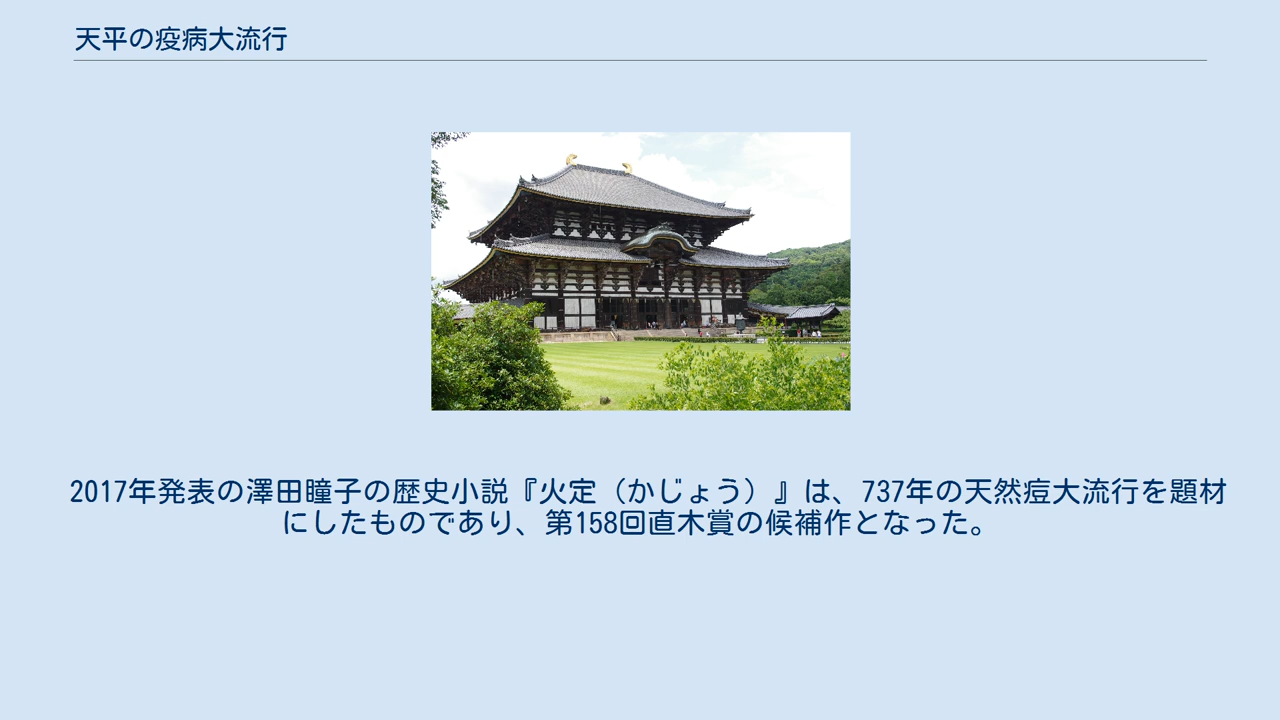 天平の疫病大流行
2017年発表の澤田瞳子の歴史小説『火定（かじょう）』は、737年の天然痘大流行を題材
にしたものであり、第158回直木賞の候補作となった。